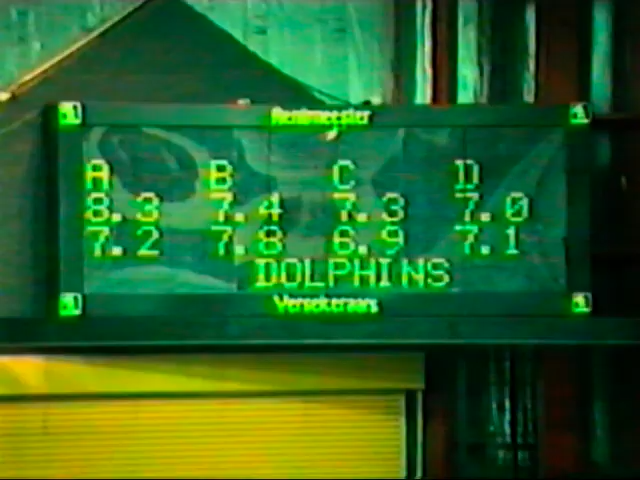 Rentmeester
A B C D
8.3 7.4 7.3 7.0
7.2 7.8 6.9 7.1
DOLPHINS
Versekeraars